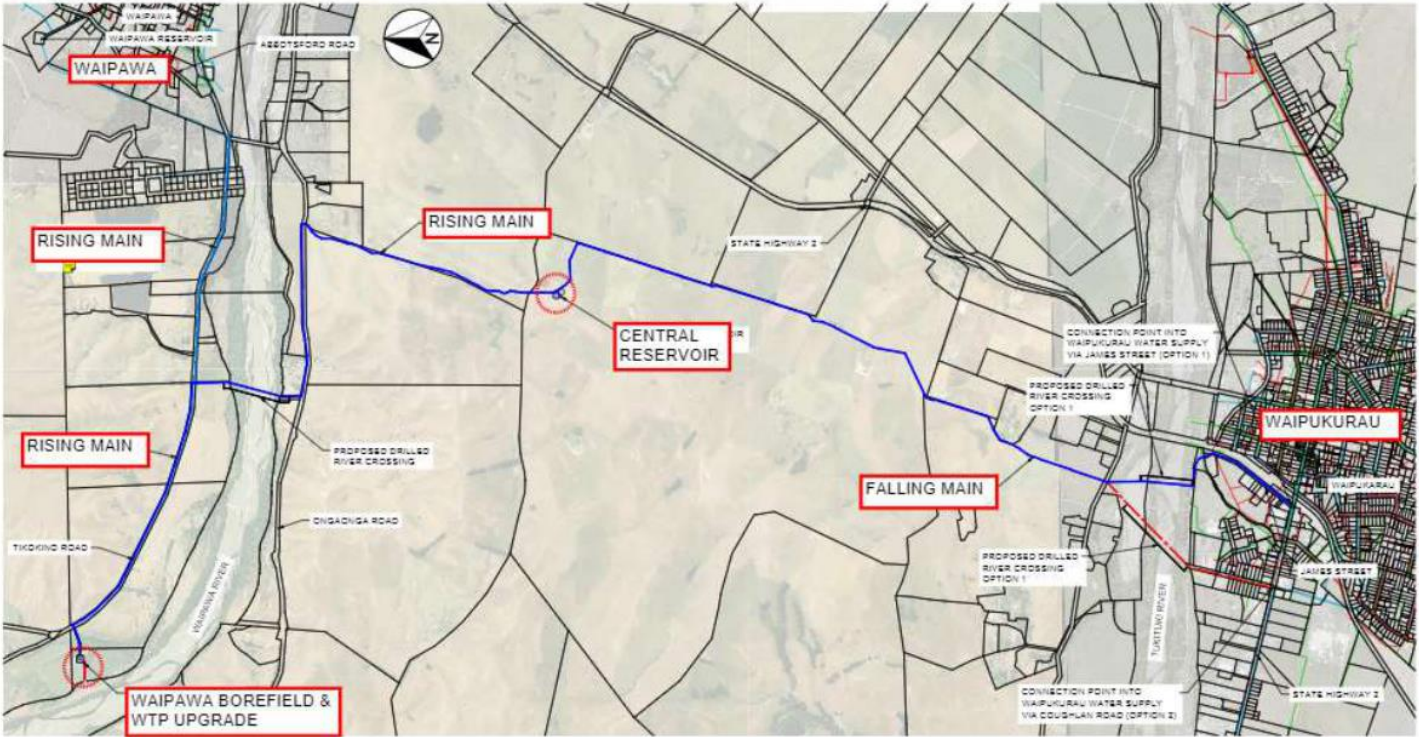 WAIPAWA
WAIPAWA RESERVOIR
ABBOTSFORD ROAD
WAIPAWA
N
RISING MAIN
RISING MAIN
STATE HIGHWAY 2
CENTRAL
RESERVOIR
CONNECTION POINT INTO
WAIPUKURAU WATER SUPPLY
VIA JAMES STREET (OPTION 1)
PROPOSED DRILLED
RIVER CROSSING
OPTION 1
WAIPUKURAU
RISING MAIN
PROPOSED DRILLED
RIVER CROSSING
FALLING MAIN
WAIPUKARAU
ONGAONGA ROAD
TIKOKINO ROAD
PROPOSED DRILLED
RIVER CROSSING
OPTION 1
JAMES STREET
WAIPAWA RIVER
TUKITUKI RIVER
WAIPAWA BOREFIELD &
WTP UPGRADE
CONNECTION POINT INTO
WAIPUKURAU WATER SUPPLY
VIA COUGHLAN ROAD (OPTION 2)
STATE HIGHWAY 2